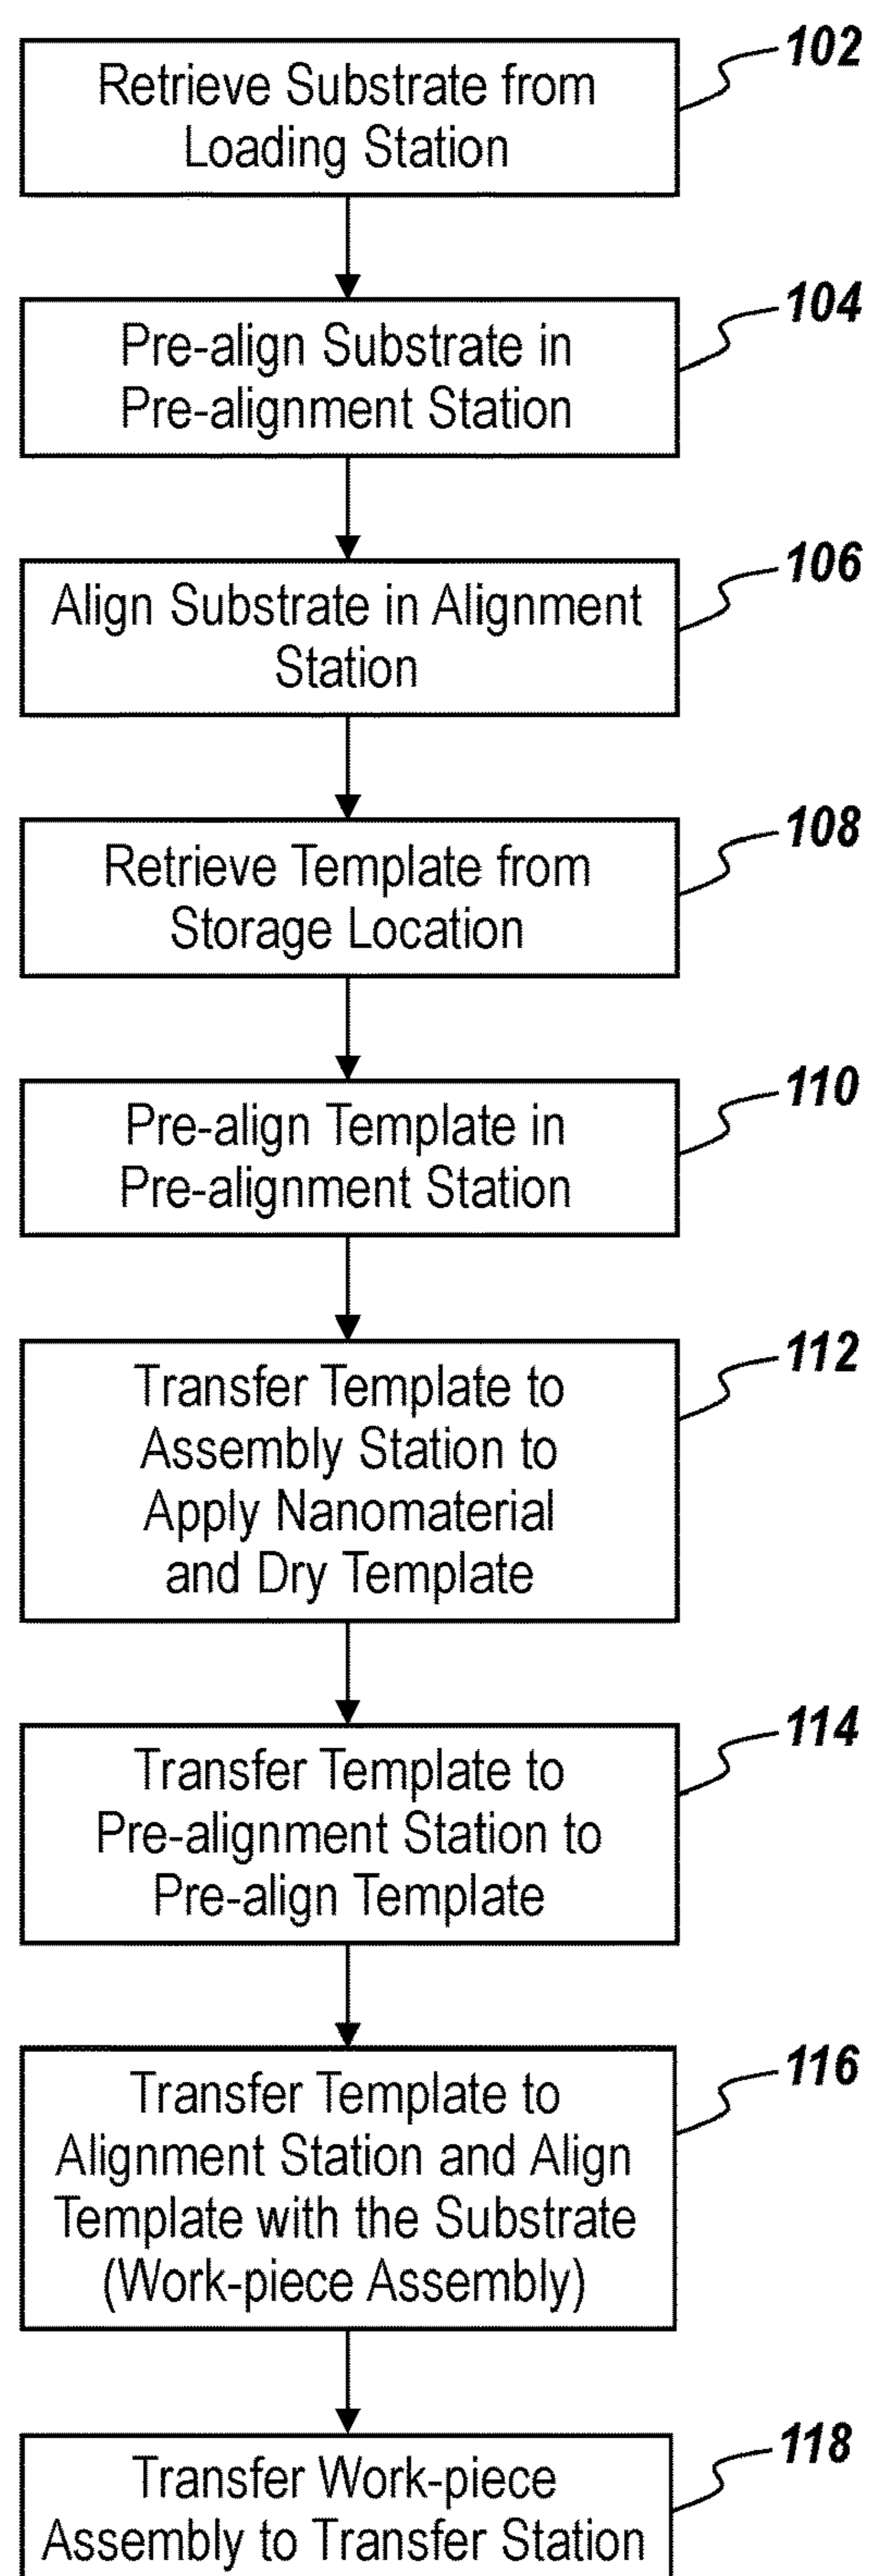 102
Retrieve Substrate from
Loading Station
104
Pre-align Substrate in
Pre-alignment Station
106
Align Substrate in Alignment
Station
108
Retrieve Template from
Storage Location
110
Pre-align Template in
Pre-alignment Station
112
Transfer Template to
Assembly Station to
Apply Nanomaterial
and Dry Template
114
Transfer Template to
Pre-alignment Station to
Pre-align Template
116
Transfer Template to
Alignment Station and Align
Template with the Substrate
(Work-piece Assembly)
118
Transfer Work-piece
Assembly to Transfer Station